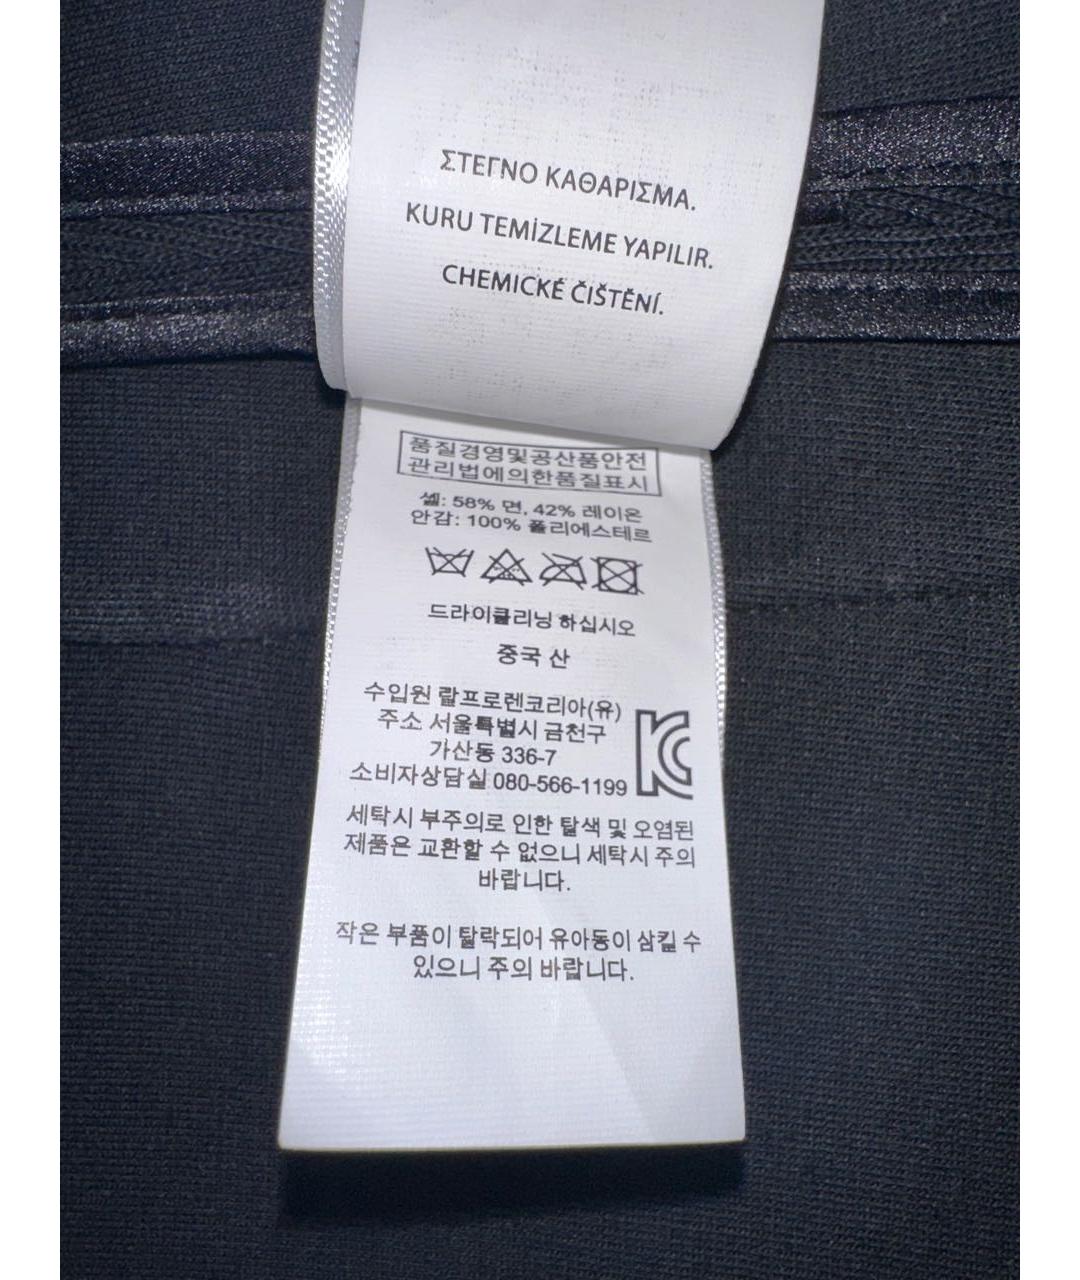 ΣΤΕΓΝΟ ΚΑΘΑΡΙΣΜΑ.
KURU TEMİZLEME YAPILIR.
CHEMICKÉ ČIŠTĚNÍ.
품질경영및공산품안전
관리법에의한품질표시
셸: 58% 면, 42% 레이온
안감: 100% 폴리에스테르
드라이클리닝 하십시오
중국 산
수입원 랄프로렌코리아(유)
주소 서울특별시 금천구
가산동 336-7
소비자상담실 080-566-1199
세탁시 부주의로 인한 탈색 및 오염된
제품은 교환할 수 없으니 세탁시 주의
바랍니다.
작은 부품이 탈락되어 유아동이 삼킬 수
있으니 주의 바랍니다.